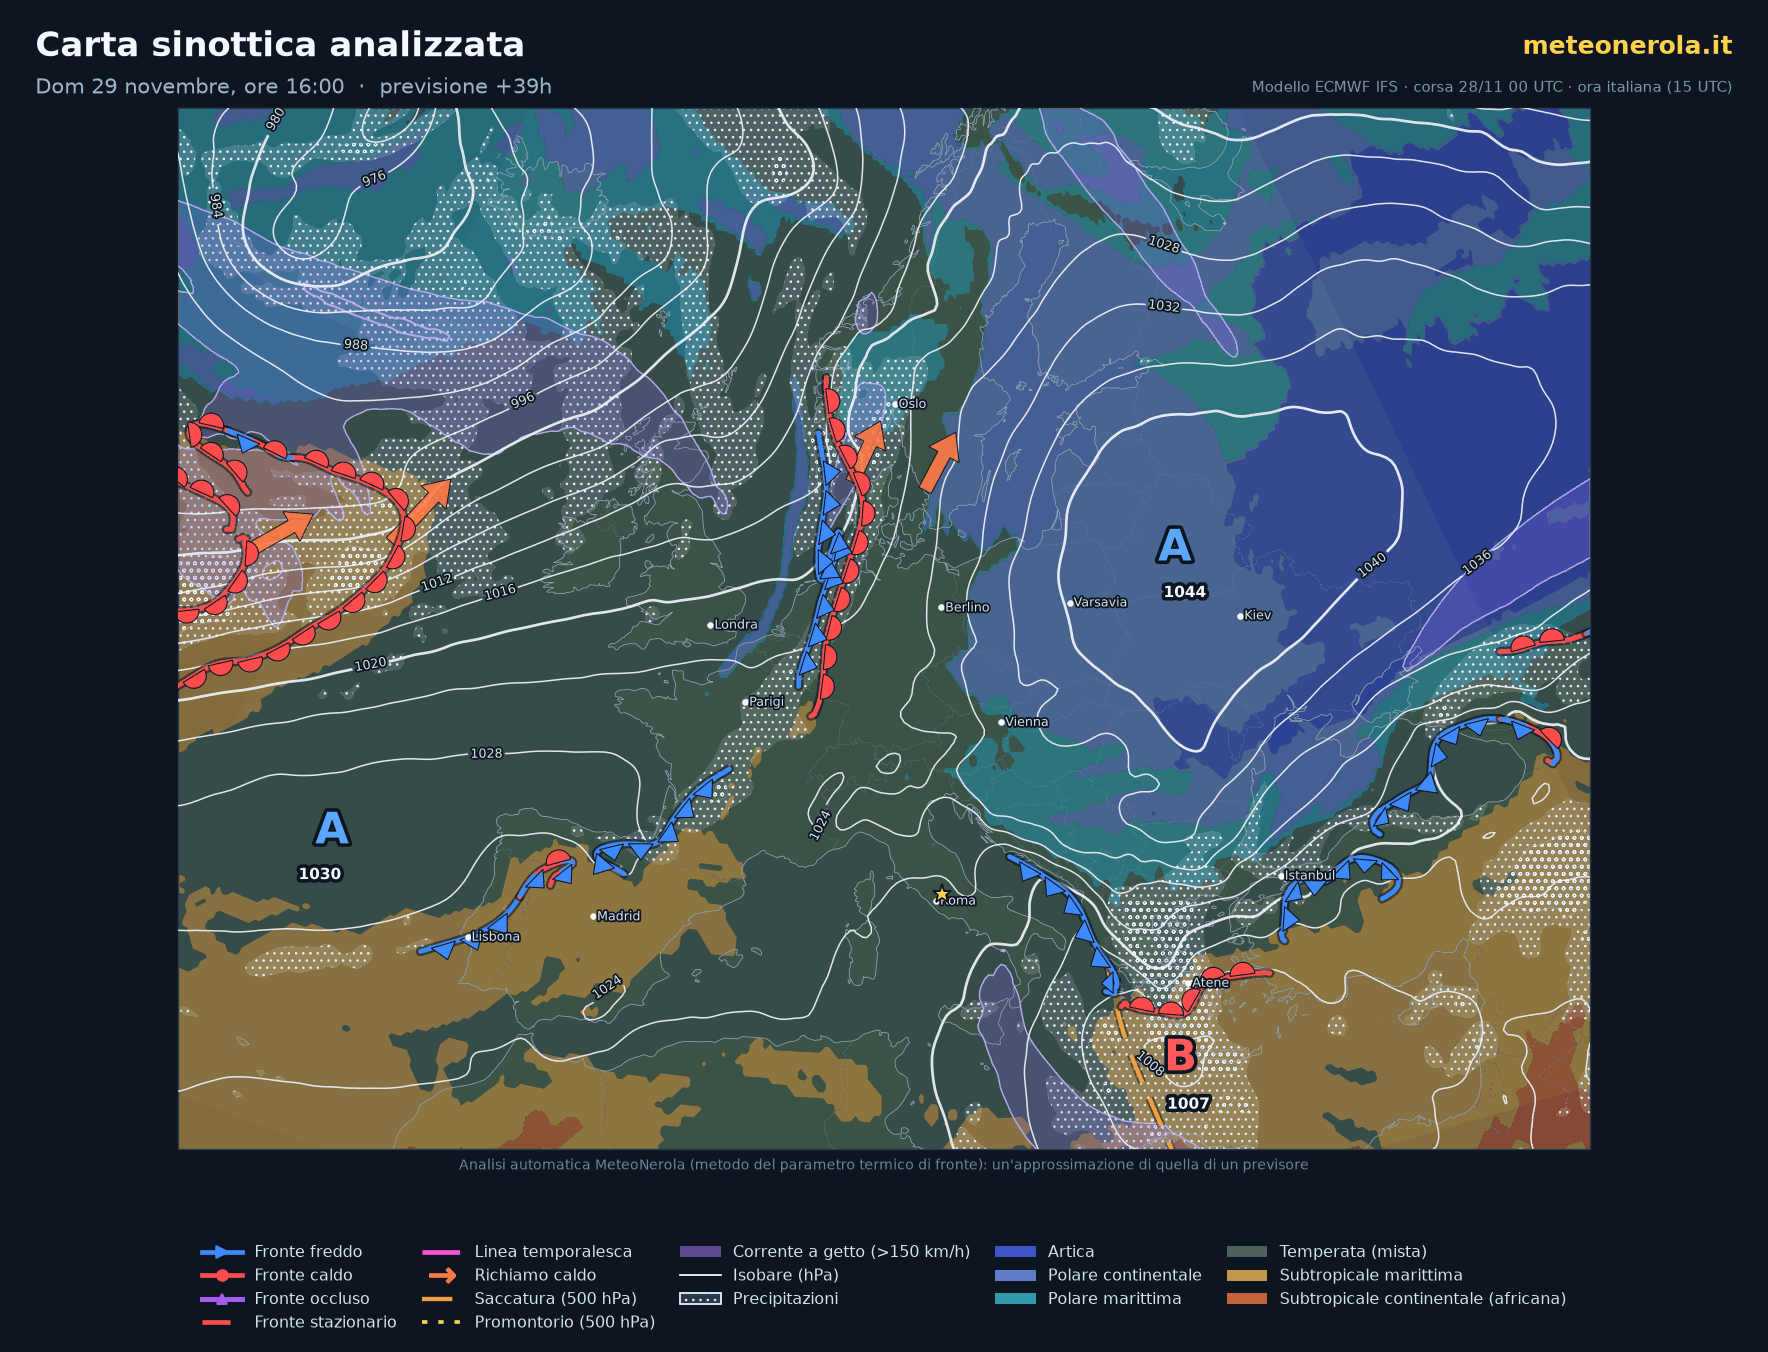 Carta sinottica analizzata
meteonerola.it
Dom 29 novembre, ore 16:00 · previsione +39h
Modello ECMWF IFS · corsa 28/11 00 UTC · ora italiana (15 UTC)
980
976
984
1028
1032
988
996
Oslo
A
1044
1040
1036
1012
1016
Berlino
Varsavia
Kiev
Londra
1020
Parigi
Vienna
1028
A
1030
1024
Istanbul
Roma
Madrid
Lisbona
1024
Atene
B
1008
1007
Analisi automatica MeteoNerola (metodo del parametro termico di fronte): un'approssimazione di quella di un previsore
Fronte freddo
Fronte caldo
Fronte occluso
Fronte stazionario
Linea temporalesca
Richiamo caldo
Saccatura (500 hPa)
Promontorio (500 hPa)
Corrente a getto (>150 km/h)
Isobare (hPa)
Precipitazioni
Artica
Polare continentale
Polare marittima
Temperata (mista)
Subtropicale marittima
Subtropicale continentale (africana)